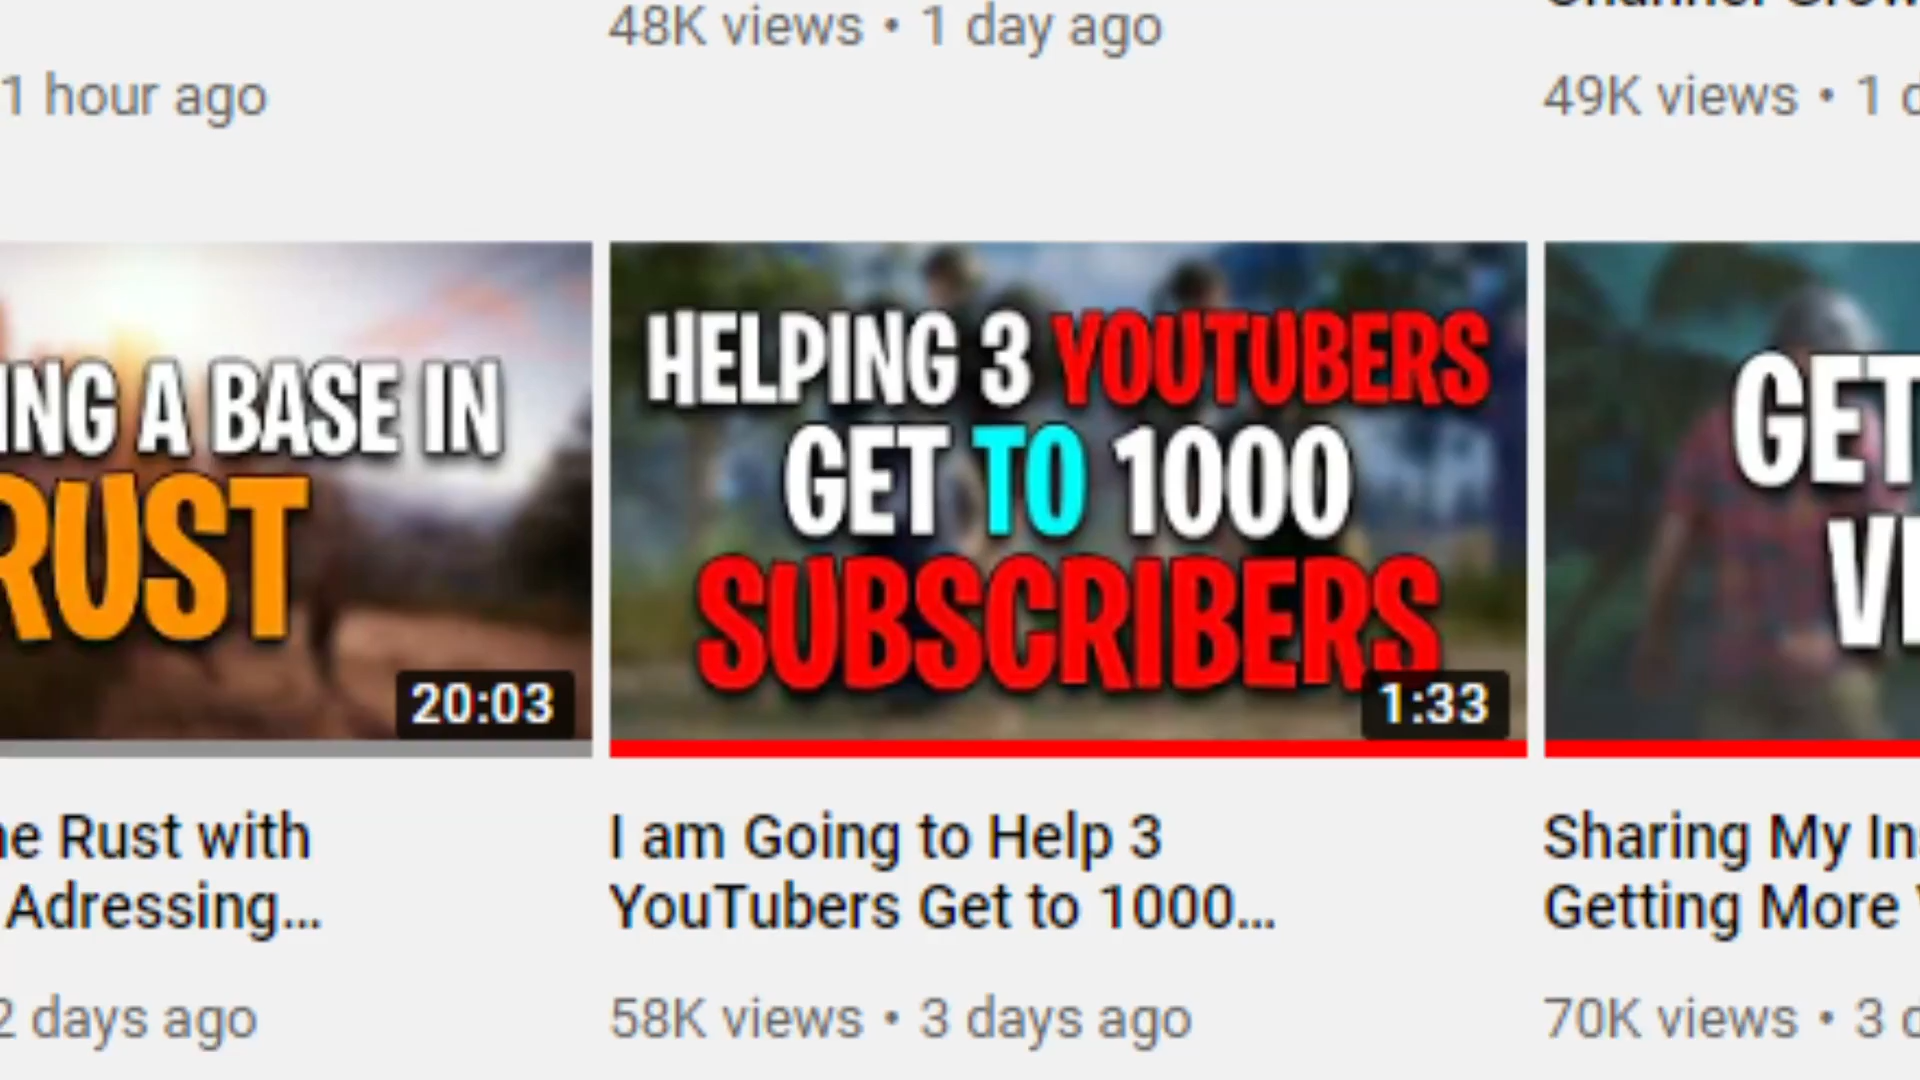 48K views • 1 day ago
1 hour ago
49K views • 1
ING A BASE IN
RUST
20:03
HELPING 3 YOUTUBERS
GET TO 1000
SUBSCRIBERS
1:33
GET
Rust with
Adressing...
I am Going to Help 3
YouTubers Get to 1000...
Sharing My
Getting More
2 days ago
58K views • 3 days ago
70K views • 3